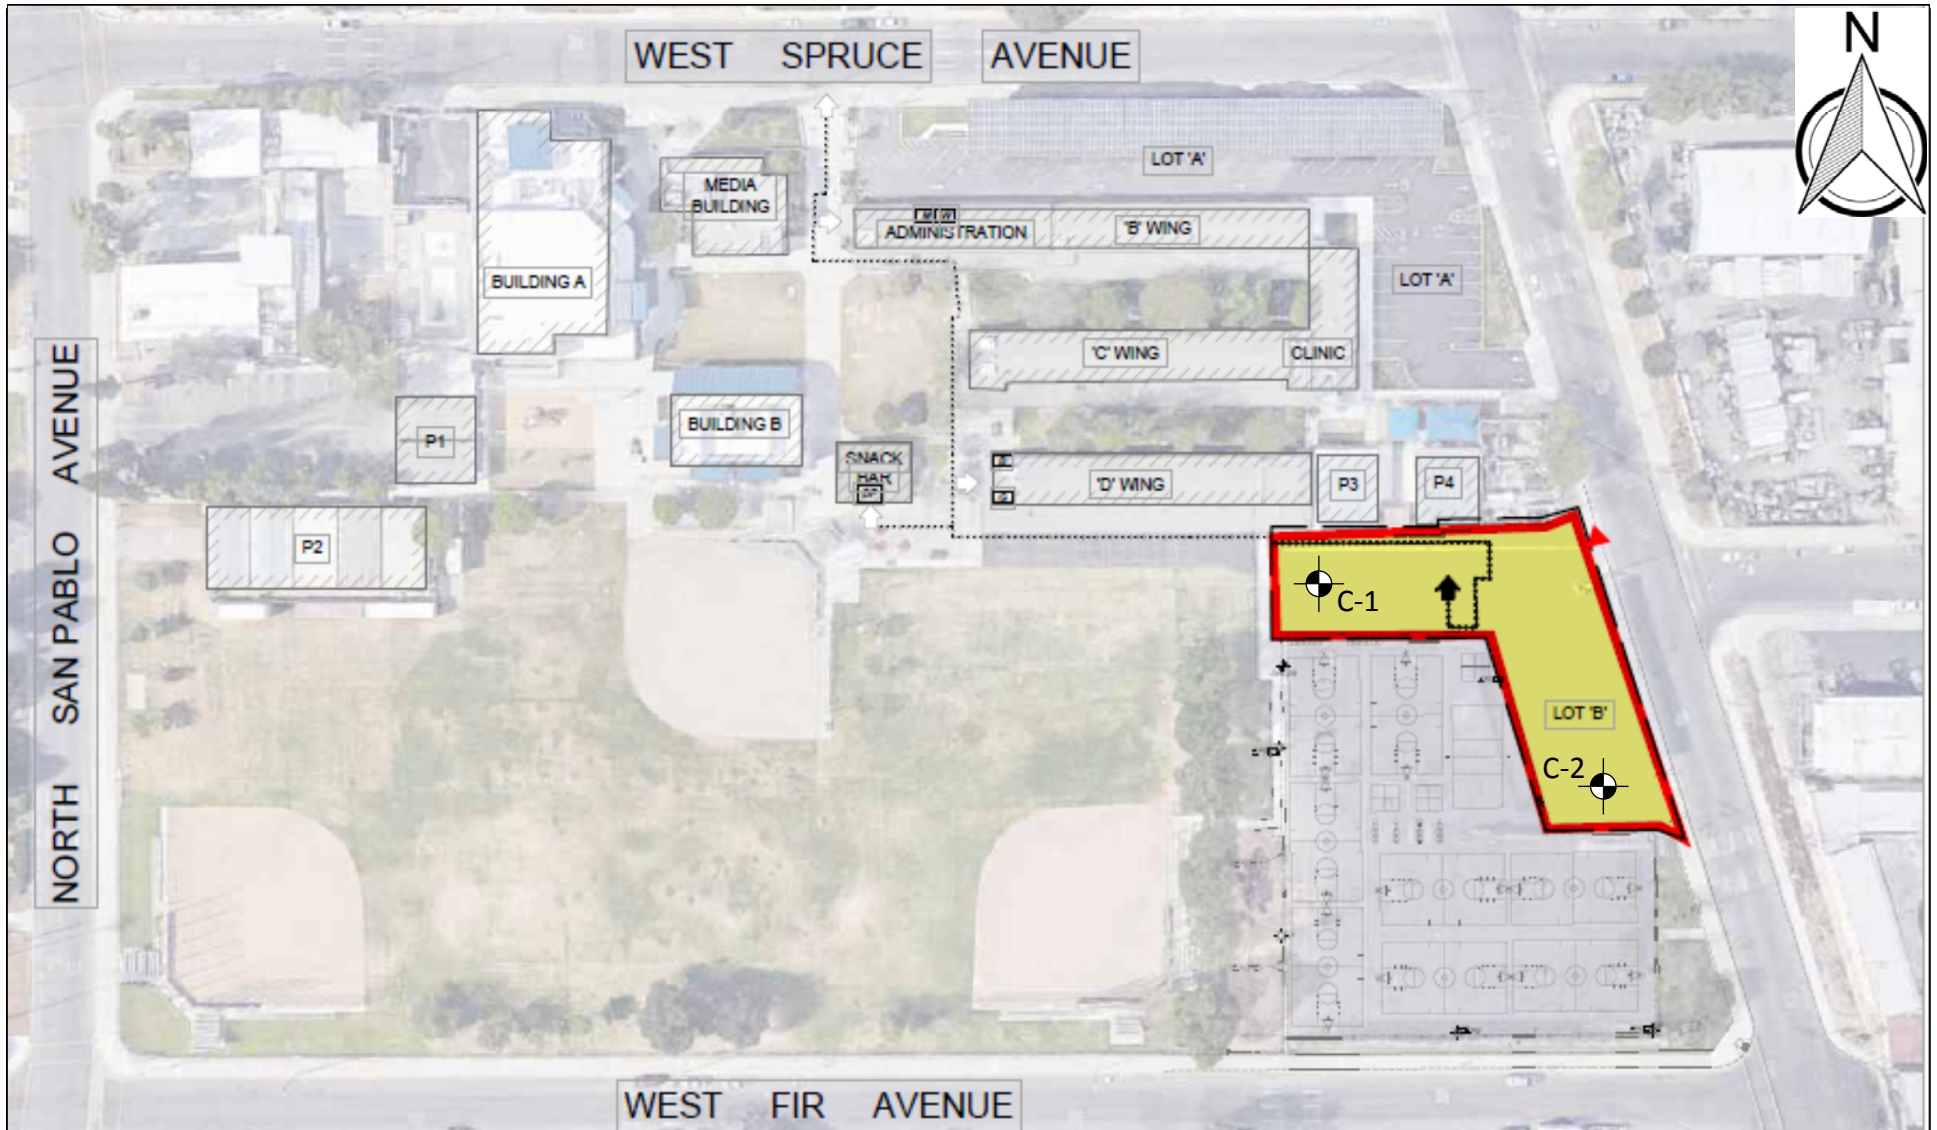 N
WEST SPRUCE AVENUE
LOT 'A'
MEDIA
BUILDING
ADMINISTRATION
'B' WING
BUILDING A
LOT 'A'
'C' WING
CLINIC
NORTH SAN PABLO AVENUE
P1
BUILDING B
SNACK
BAR
'D' WING
P3
P4
P2
C-1
LOT 'B'
C-2
WEST FIR AVENUE